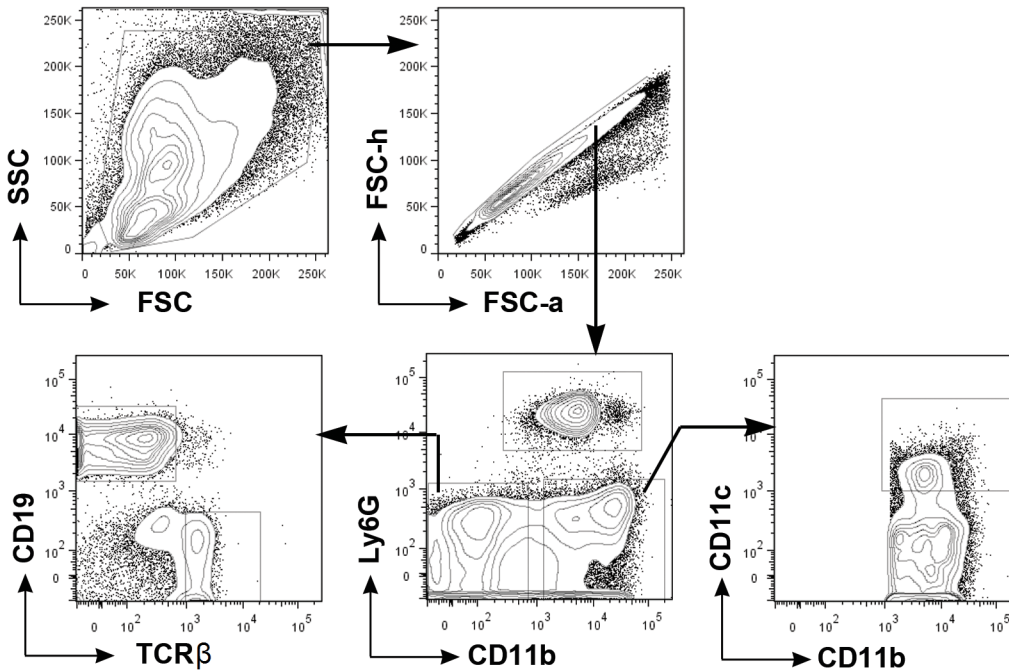 250K
200K
150K
100K
50K
0
SSC
0 50K 100K 150K 200K 250K
FSC
250K
200K
150K
100K
50K
0
FSC-h
0 50K 100K 150K 200K 250K
FSC-a
10^5
10^4
10^3
10^2
0
CD19
0 10^2 10^3 10^4 10^5
TCRβ
10^5
10^4
10^3
10^2
0
Ly6G
0 10^2 10^3 10^4 10^5
CD11b
10^5
10^4
10^3
10^2
0
CD11c
0 10^2 10^3 10^4 10^5
CD11b